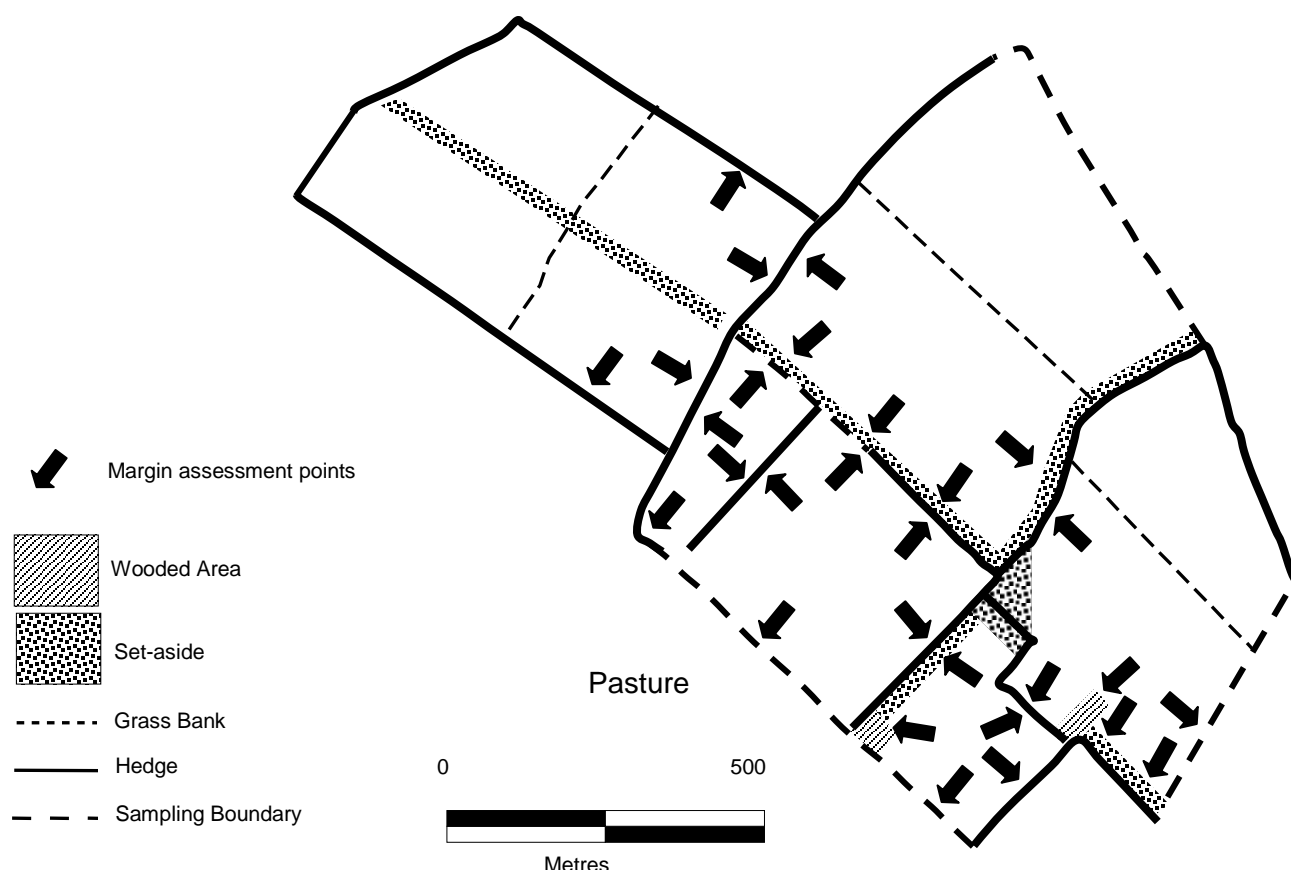 Margin assessment points
Wooded Area
Set-aside
Grass Bank
Hedge
Sampling Boundary
Pasture
0 500
Metres